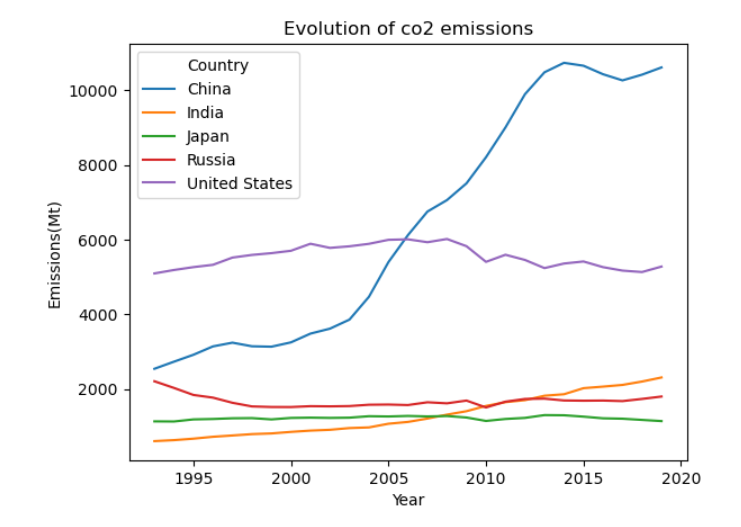 Evolution of co2 emissions
Country
China
India
Japan
Russia
United States
10000
8000
6000
4000
2000
Emissions(Mt)
1995 2000 2005 2010 2015 2020
Year